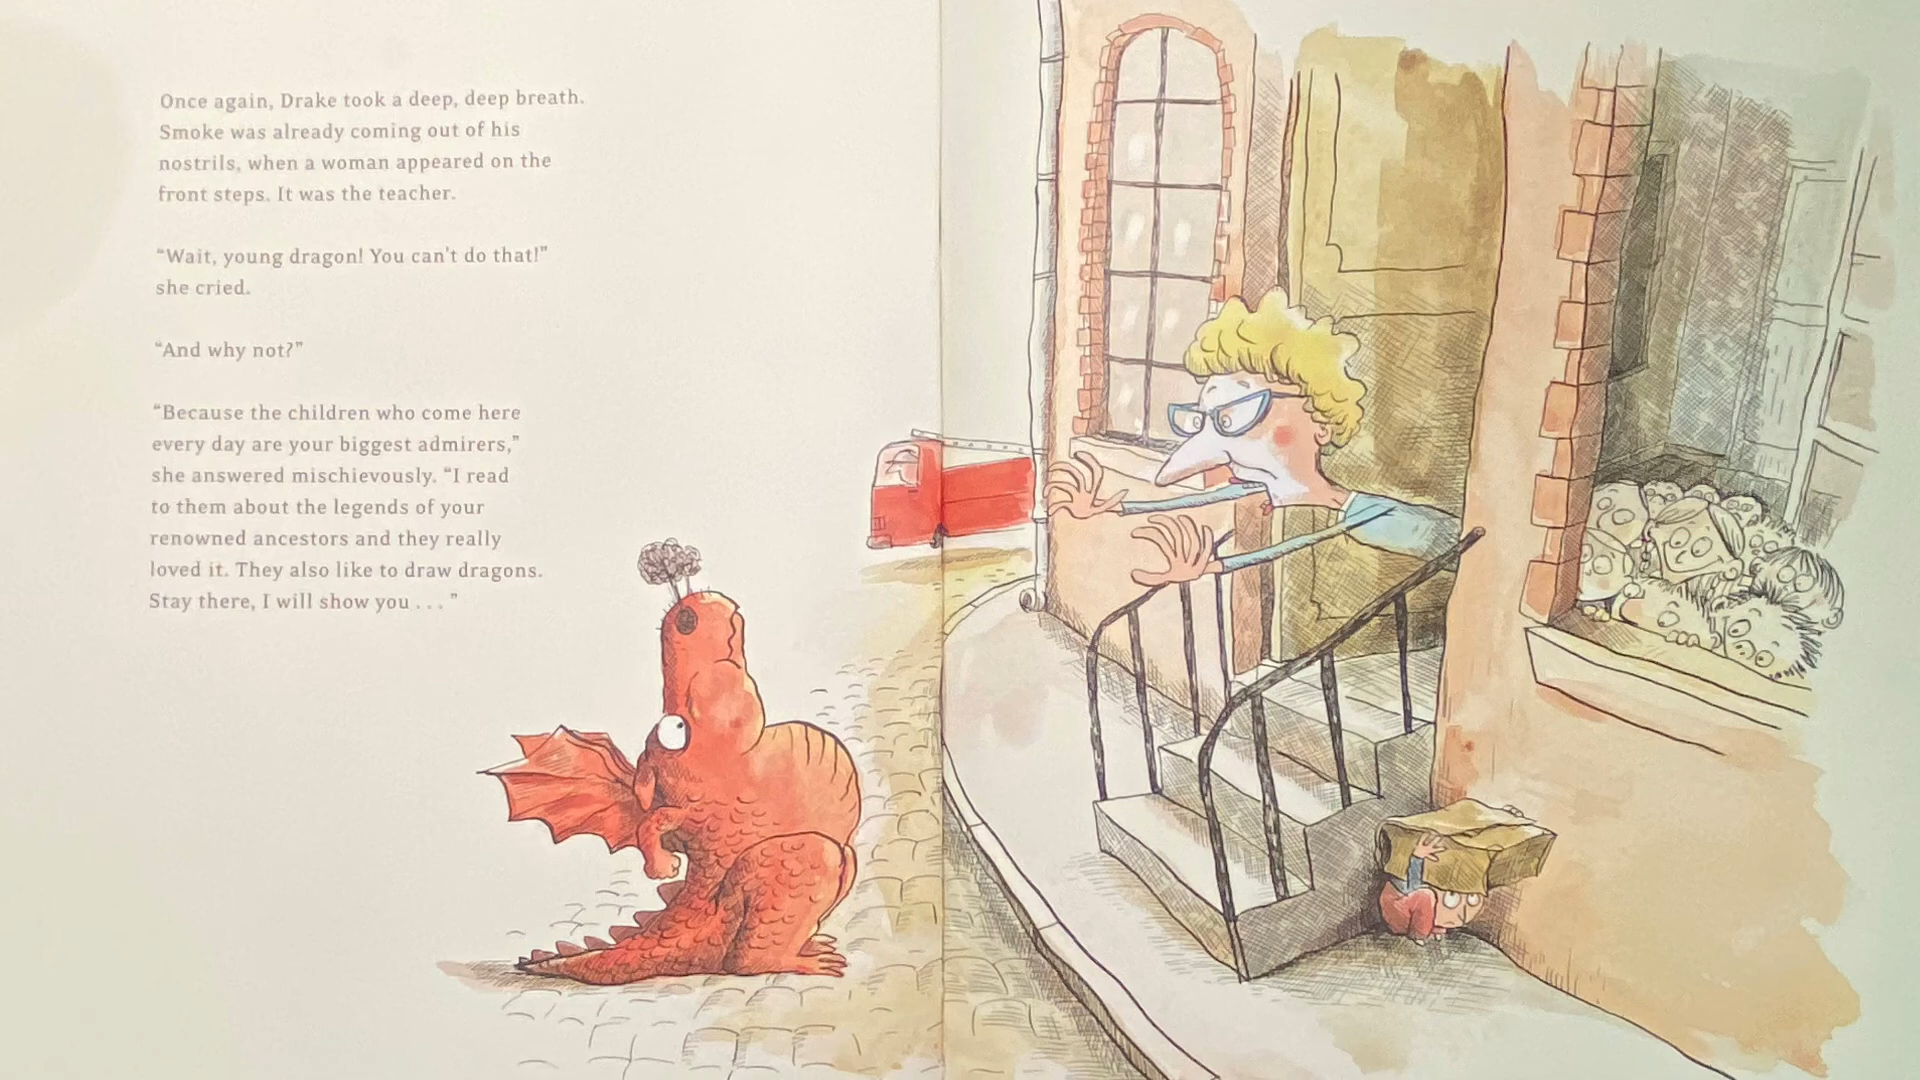 Once again, Drake took a deep, deep breath.
Smoke was already coming out of his
nostrils, when a woman appeared on the
front steps. It was the teacher.
“Wait, young dragon! You can't do that!”
she cried.
“And why not?”
“Because the children who come here
every day are your biggest admirers,”
she answered mischievously. “I read
to them about the legends of your
renowned ancestors and they really
loved it. They also like to draw dragons.
Stay there, I will show you . . . ”